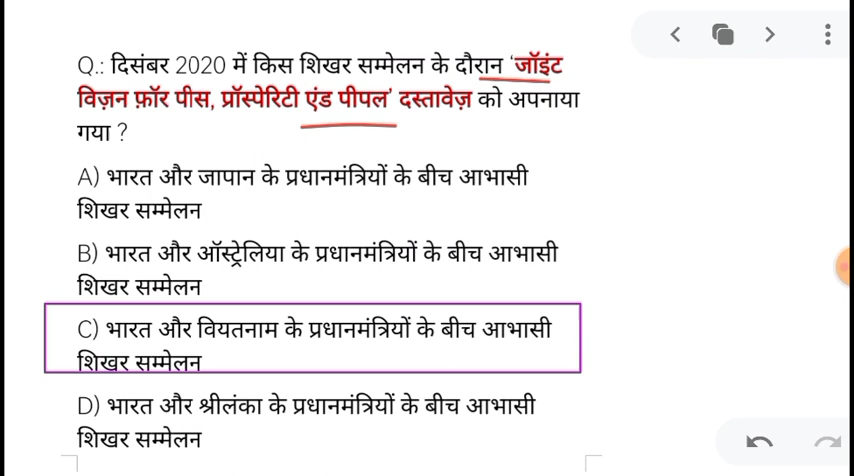 Q.: दिसंबर 2020 में किस शिखर सम्मेलन के दौरान 'जॉइंट
विज़न फ़ॉर पीस, प्रॉस्पेरिटी एंड पीपल' दस्तावेज़ को अपनाया
गया ?
A) भारत और जापान के प्रधानमंत्रियों के बीच आभासी
शिखर सम्मेलन
B) भारत और ऑस्ट्रेलिया के प्रधानमंत्रियों के बीच आभासी
शिखर सम्मेलन
C) भारत और वियतनाम के प्रधानमंत्रियों के बीच आभासी
शिखर सम्मेलन
D) भारत और श्रीलंका के प्रधानमंत्रियों के बीच आभासी
शिखर सम्मेलन